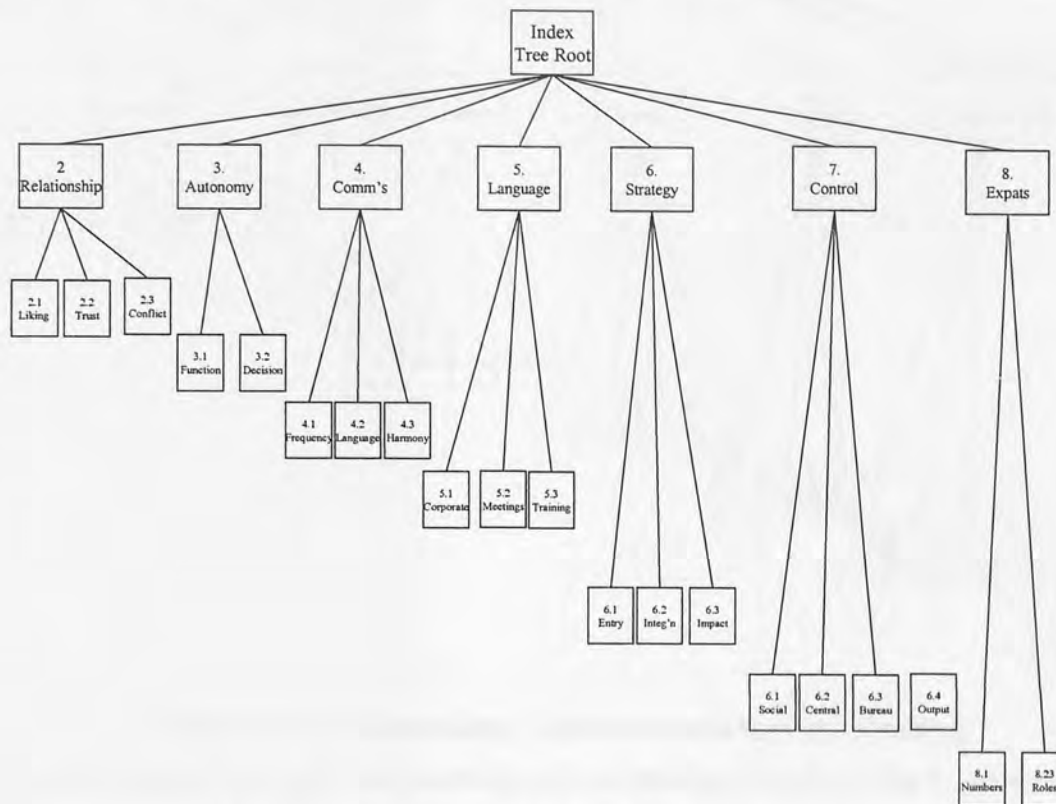 Index
Tree Root
2
Relationship
3.
Autonomy
4.
Comm's
5.
Language
6.
Strategy
7.
Control
8.
Expats
2.1
Liking
2.2
Trust
2.3
Conflict
3.1
Function
3.2
Decision
4.1
Frequency
4.2
Language
4.3
Harmony
5.1
Corporate
5.2
Meetings
5.3
Training
6.1
Entry
6.2
Integ'n
6.3
Impact
6.1
Social
6.2
Central
6.3
Bureau
6.4
Output
8.1
Numbers
8.23
Roles